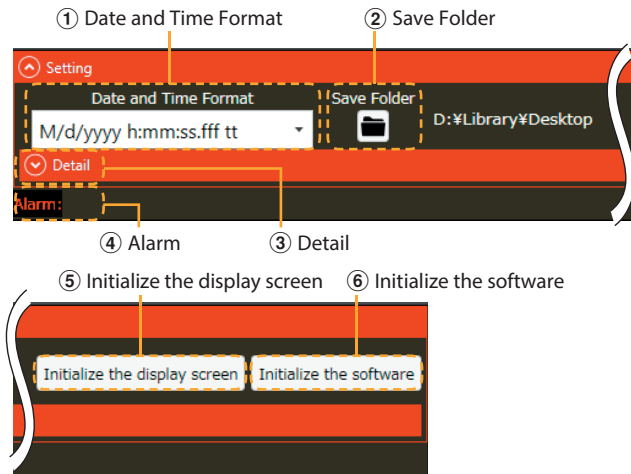 ① Date and Time Format ② Save Folder
Setting
Date and Time Format Save Folder
M/d/yyyy h:mm:ss.fff tt D:¥Library¥Desktop
Detail
Alarm:
④ Alarm ③ Detail
⑤ Initialize the display screen ⑥ Initialize the software
Initialize the display screen Initialize the software